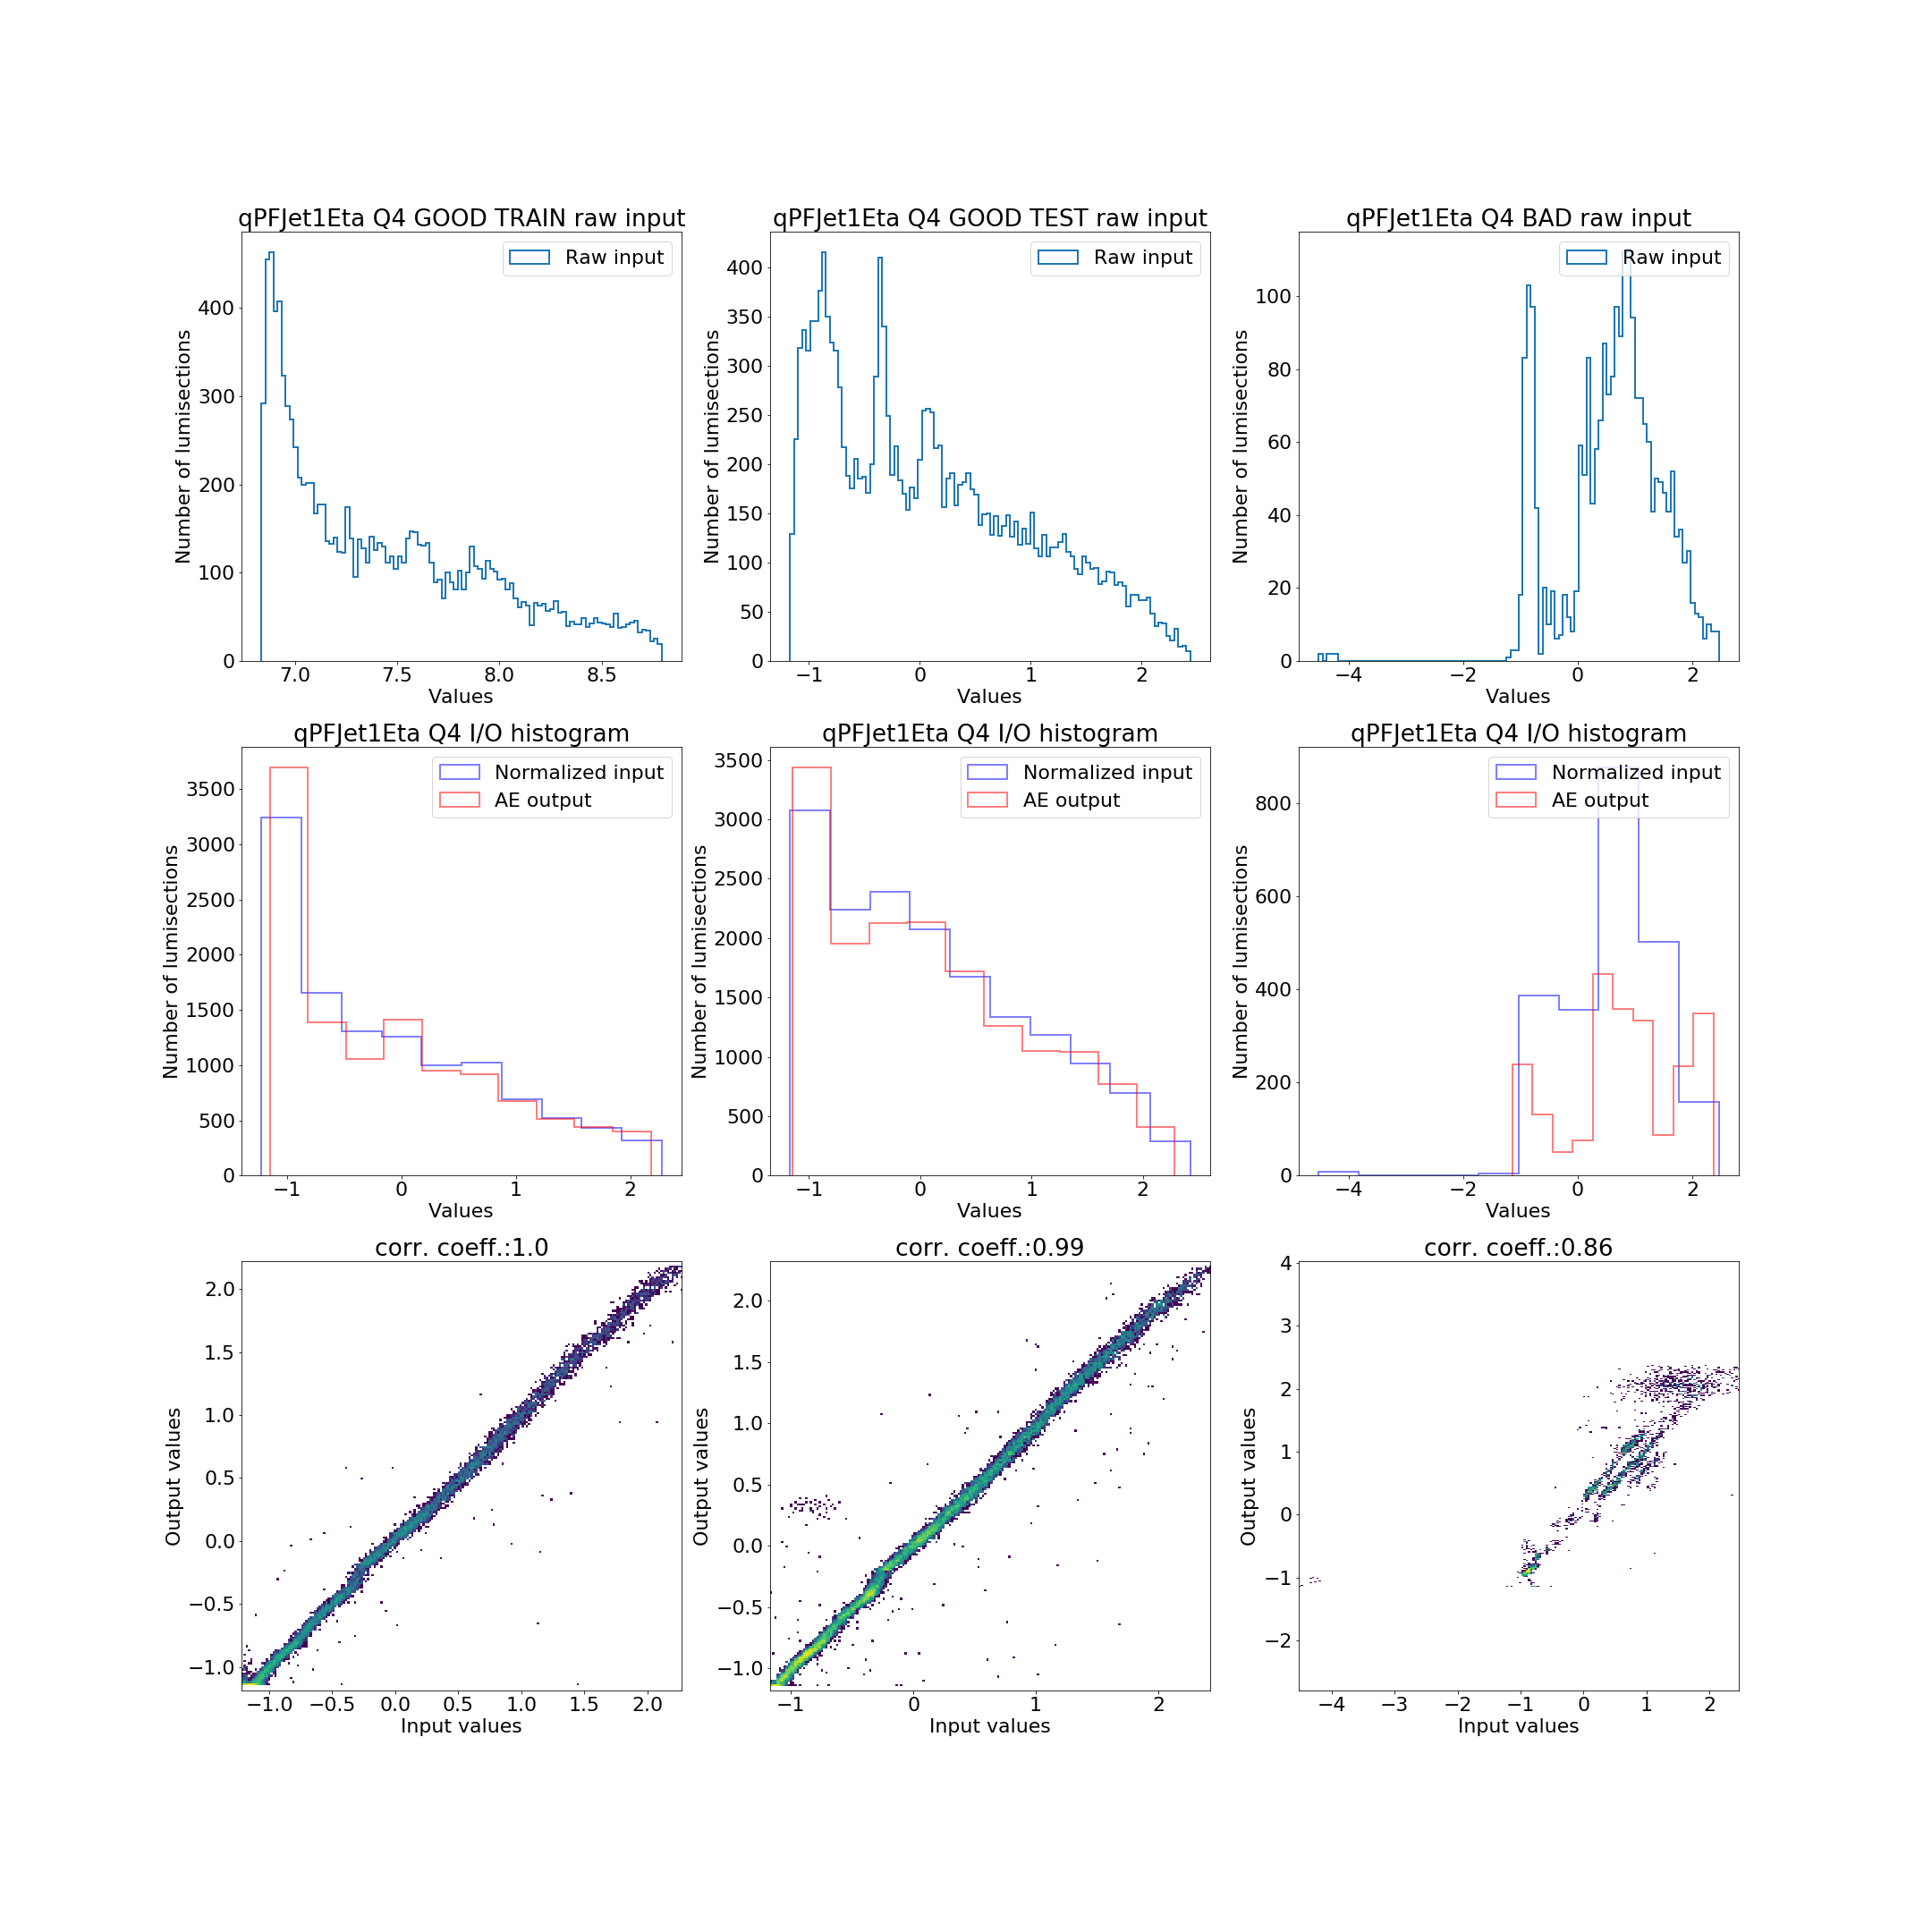 qPFJet1Eta Q4 GOOD TRAIN raw input
Raw input
Number of lumisections
0
100
200
300
400
7.0 7.5 8.0 8.5
Values
qPFJet1Eta Q4 GOOD TEST raw input
Raw input
Number of lumisections
0
50
100
150
200
250
300
350
400
−1 0 1 2
Values
qPFJet1Eta Q4 BAD raw input
Raw input
Number of lumisections
0
20
40
60
80
100
−4 −2 0 2
Values
qPFJet1Eta Q4 I/O histogram
Normalized input
AE output
Number of lumisections
0
500
1000
1500
2000
2500
3000
3500
−1 0 1 2
Values
qPFJet1Eta Q4 I/O histogram
Normalized input
AE output
Number of lumisections
0
500
1000
1500
2000
2500
3000
3500
−1 0 1 2
Values
qPFJet1Eta Q4 I/O histogram
Normalized input
AE output
Number of lumisections
0
200
400
600
800
−4 −2 0 2
Values
corr. coeff.:1.0
Output values
−1.0
−0.5
0.0
0.5
1.0
1.5
2.0
−1.0 −0.5 0.0 0.5 1.0 1.5 2.0
Input values
corr. coeff.:0.99
Output values
−1.0
−0.5
0.0
0.5
1.0
1.5
2.0
−1 0 1 2
Input values
corr. coeff.:0.86
Output values
−2
−1
0
1
2
3
4
−4 −3 −2 −1 0 1 2
Input values